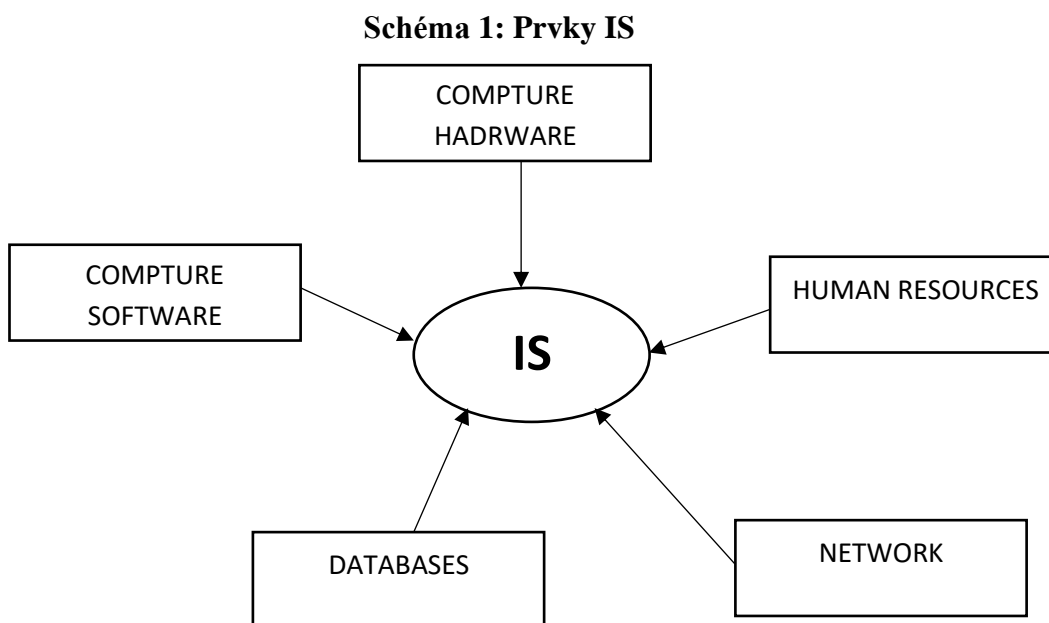 Schéma 1: Prvky IS
COMPTURE
HADRWARE
COMPTURE
SOFTWARE
HUMAN RESOURCES
IS
DATABASES
NETWORK